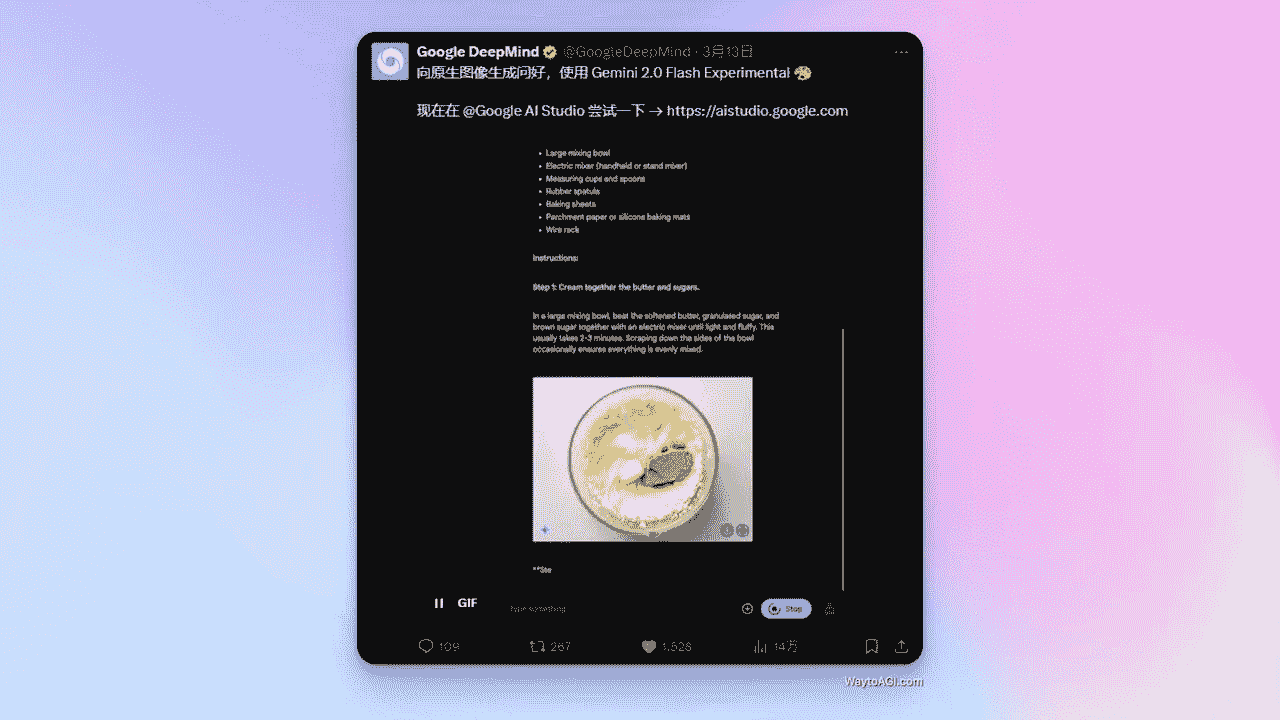 Google DeepMind @GoogleDeepMind · 3月13日
向原生图像生成问好，使用 Gemini 2.0 Flash Experimental
现在在 @Google AI Studio 尝试一下 → https://aistudio.google.com
• Large mixing bowl
• Electric mixer (handheld or stand mixer)
• Measuring cups and spoons
• Rubber spatula
• Baking sheets
• Parchment paper or silicone baking mats
• Wire rack
Instructions:
Step 1: Cream together the butter and sugars.
In a large mixing bowl, beat the softened butter, granulated sugar, and
brown sugar together with an electric mixer until light and fluffy. This
usually takes 2-3 minutes. Scraping down the sides of the bowl
occasionally ensures everything is evenly mixed.
**Ste
GIF
Type something
Stop
109 267 1,526 14万
WaytoAGI.com